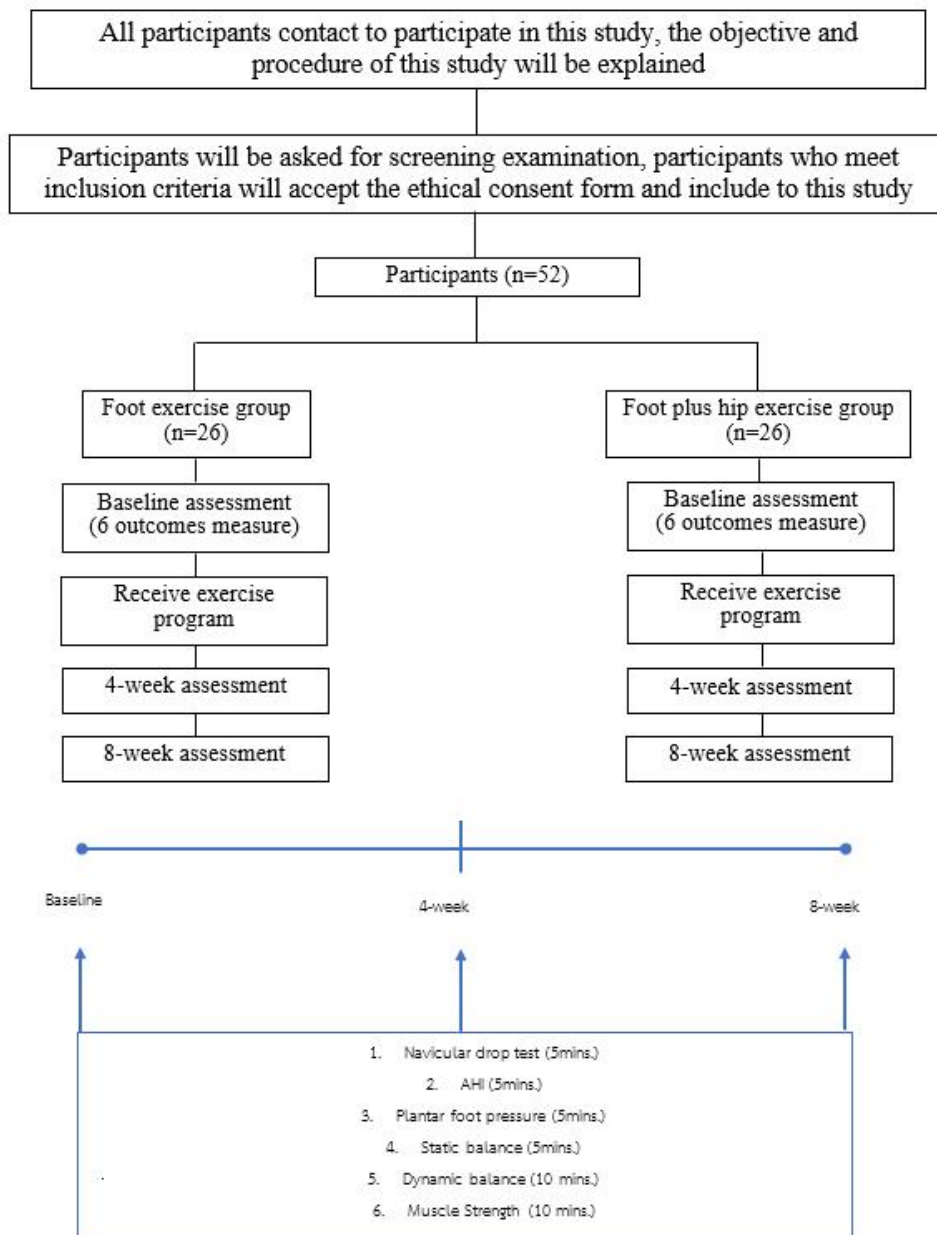 All participants contact to participate in this study, the objective and
procedure of this study will be explained
Participants will be asked for screening examination, participants who meet
inclusion criteria will accept the ethical consent form and include to this study
Participants (n=52)
Foot exercise group
(n=26)
Baseline assessment
(6 outcomes measure)
Receive exercise
program
4-week assessment
8-week assessment
Foot plus hip exercise group
(n=26)
Baseline assessment
(6 outcomes measure)
Receive exercise
program
4-week assessment
8-week assessment
Baseline
4-week
8-week
1. Navicular drop test (5mins.)
2. AHI (5mins.)
3. Plantar foot pressure (5mins.)
4. Static balance (5mins.)
5. Dynamic balance (10 mins.)
6. Muscle Strength (10 mins.)